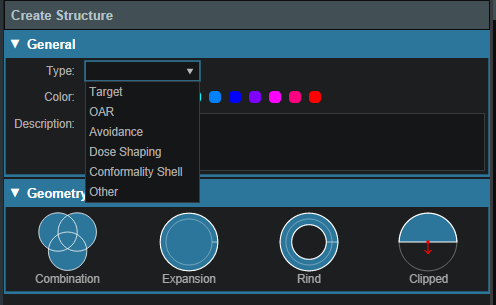 Create Structure
▼ General
Type:
Target
Color:
OAR
Description:
Avoidance
Dose Shaping
Conformality Shell
Other
▼ Geometry
Combination Expansion Rind Clipped